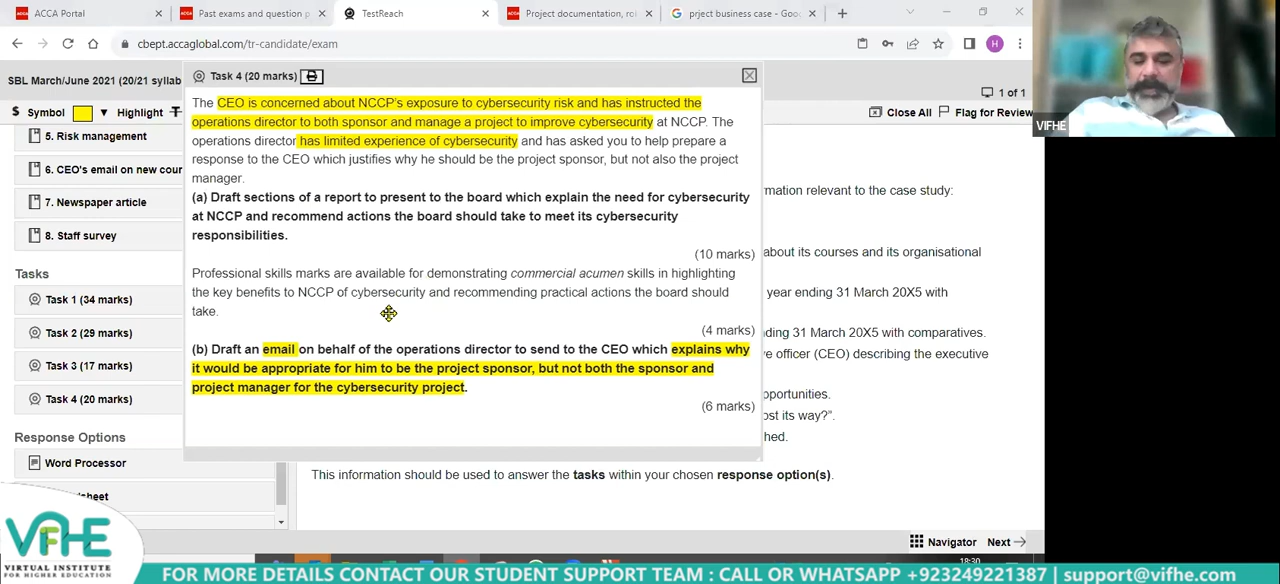 ACCA Portal
Past exams and question p
TestReach
Project documentation, rol
prject business case - Goo
cbept.accaglobal.com/tr-candidate/exam
SBL March/June 2021 (20/21 syllab
1 of 1
Symbol
Highlight
Close All
Flag for Review
VIFHE
5. Risk management
6. CEO's email on new cour
7. Newspaper article
8. Staff survey
Tasks
Task 1 (34 marks)
Task 2 (29 marks)
Task 3 (17 marks)
Task 4 (20 marks)
Response Options
Word Processor
Task 4 (20 marks)
The CEO is concerned about NCCP's exposure to cybersecurity risk and has instructed the
operations director to both sponsor and manage a project to improve cybersecurity at NCCP. The
operations director has limited experience of cybersecurity and has asked you to help prepare a
response to the CEO which justifies why he should be the project sponsor, but not also the project
manager.
(a) Draft sections of a report to present to the board which explain the need for cybersecurity
at NCCP and recommend actions the board should take to meet its cybersecurity
responsibilities.
(10 marks)
Professional skills marks are available for demonstrating commercial acumen skills in highlighting
the key benefits to NCCP of cybersecurity and recommending practical actions the board should
take.
(4 marks)
(b) Draft an email on behalf of the operations director to send to the CEO which explains why
it would be appropriate for him to be the project sponsor, but not both the sponsor and
project manager for the cybersecurity project.
(6 marks)
rmation relevant to the case study:
about its courses and its organisational
year ending 31 March 20X5 with
ding 31 March 20X5 with comparatives.
e officer (CEO) describing the executive
portunities.
ost its way?".
hed.
This information should be used to answer the tasks within your chosen response option(s).
Navigator
Next
18:30
VIFHE
VIRTUAL INSTITUTE
FOR HIGHER EDUCATION
FOR MORE DETAILS CONTACT OUR STUDENT SUPPORT TEAM : CALL OR WHATSAPP +923249221387 | support@vifhe.com